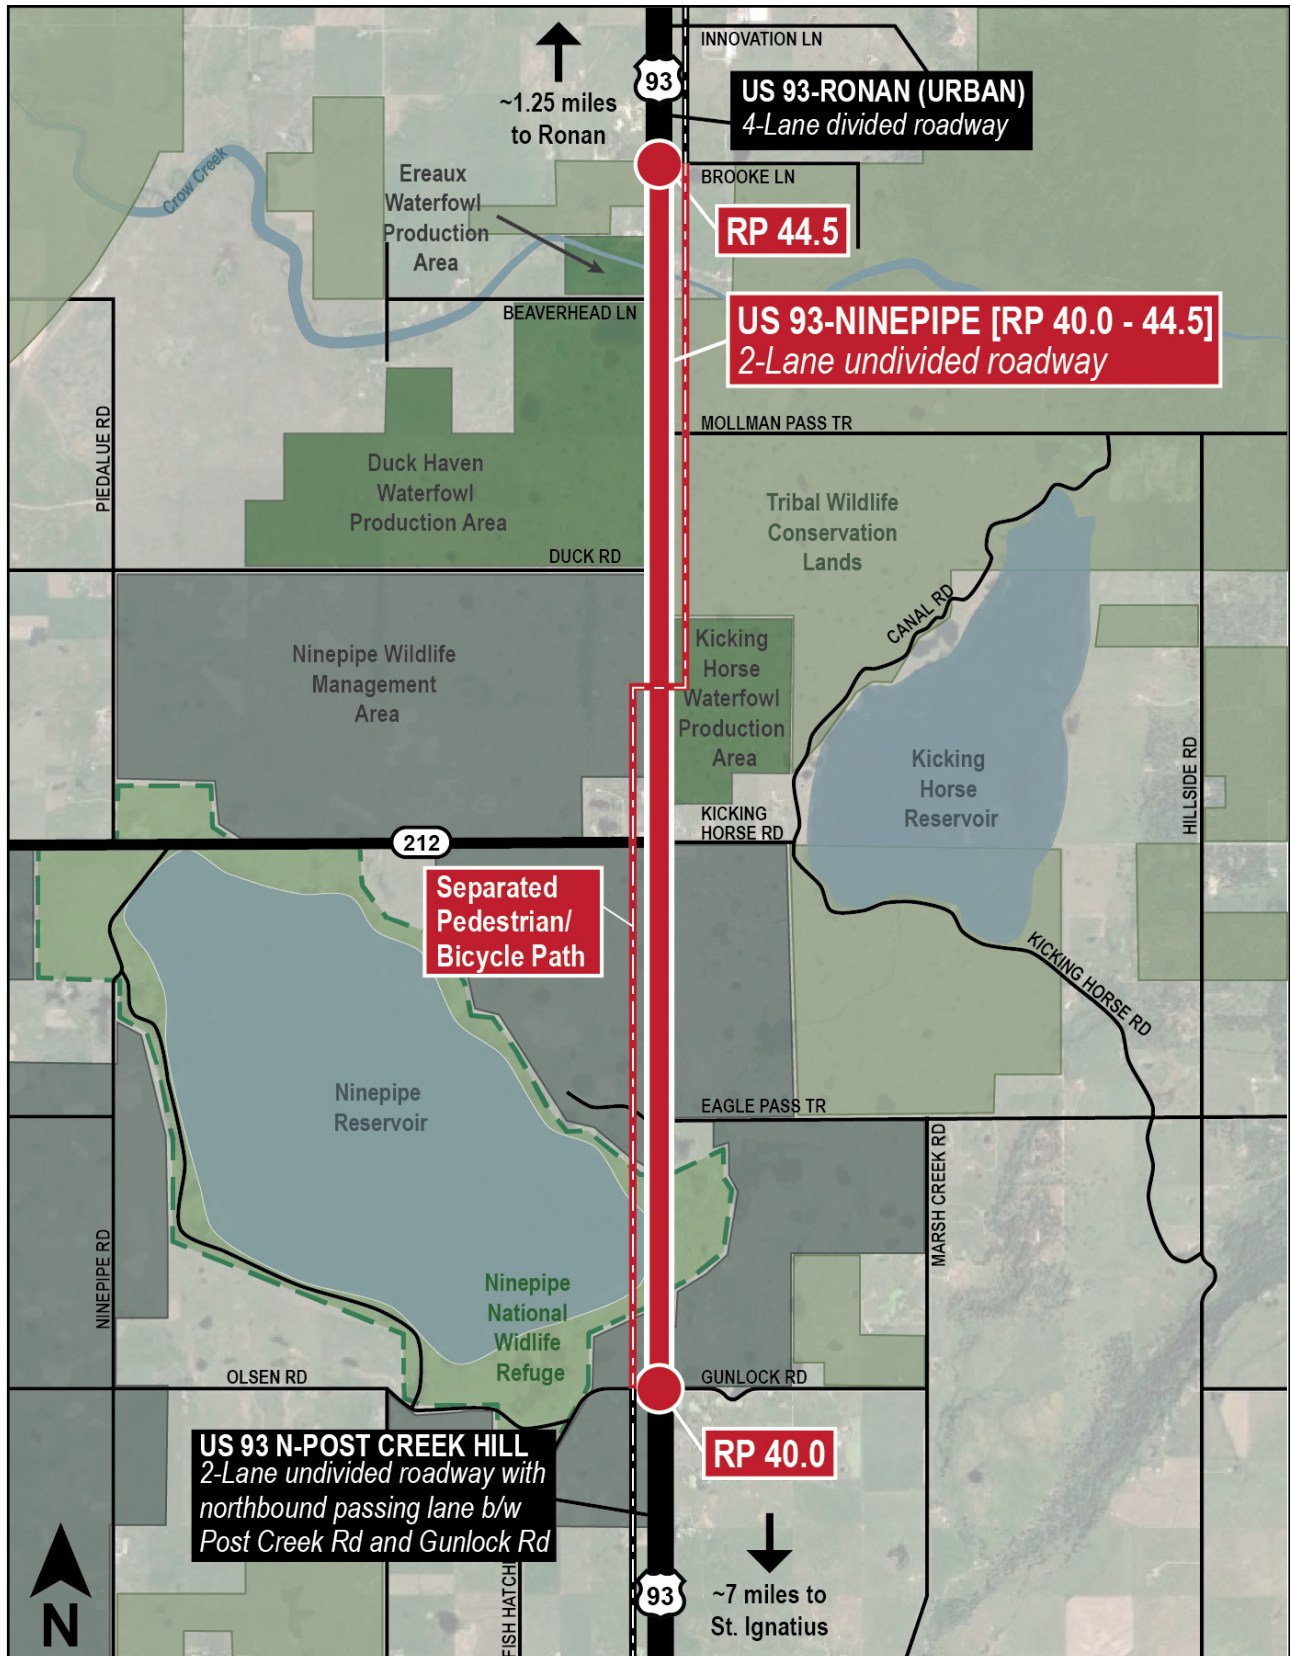 INNOVATION LN
93
~1.25 miles
to Ronan
US 93-RONAN (URBAN)
4-Lane divided roadway
Crow Creek
Ereaux
Waterfowl
Production
Area
BROOKE LN
RP 44.5
BEAVERHEAD LN
US 93-NINEPIPE [RP 40.0 - 44.5]
2-Lane undivided roadway
PIEDALUE RD
MOLLMAN PASS TR
Duck Haven
Waterfowl
Production Area
Tribal Wildlife
Conservation
Lands
DUCK RD
CANAL RD
Ninepipe Wildlife
Management
Area
Kicking
Horse
Waterfowl
Production
Area
Kicking
Horse
Reservoir
HILLSIDE RD
KICKING
HORSE RD
212
Separated
Pedestrian/
Bicycle Path
KICKING HORSE RD
Ninepipe
Reservoir
EAGLE PASS TR
MARSH CREEK RD
NINEPIPE RD
Ninepipe
National
Widlife
Refuge
OLSEN RD
GUNLOCK RD
US 93 N-POST CREEK HILL
2-Lane undivided roadway with
northbound passing lane b/w
Post Creek Rd and Gunlock Rd
RP 40.0
N
FISH HATCH
93
~7 miles to
St. Ignatius